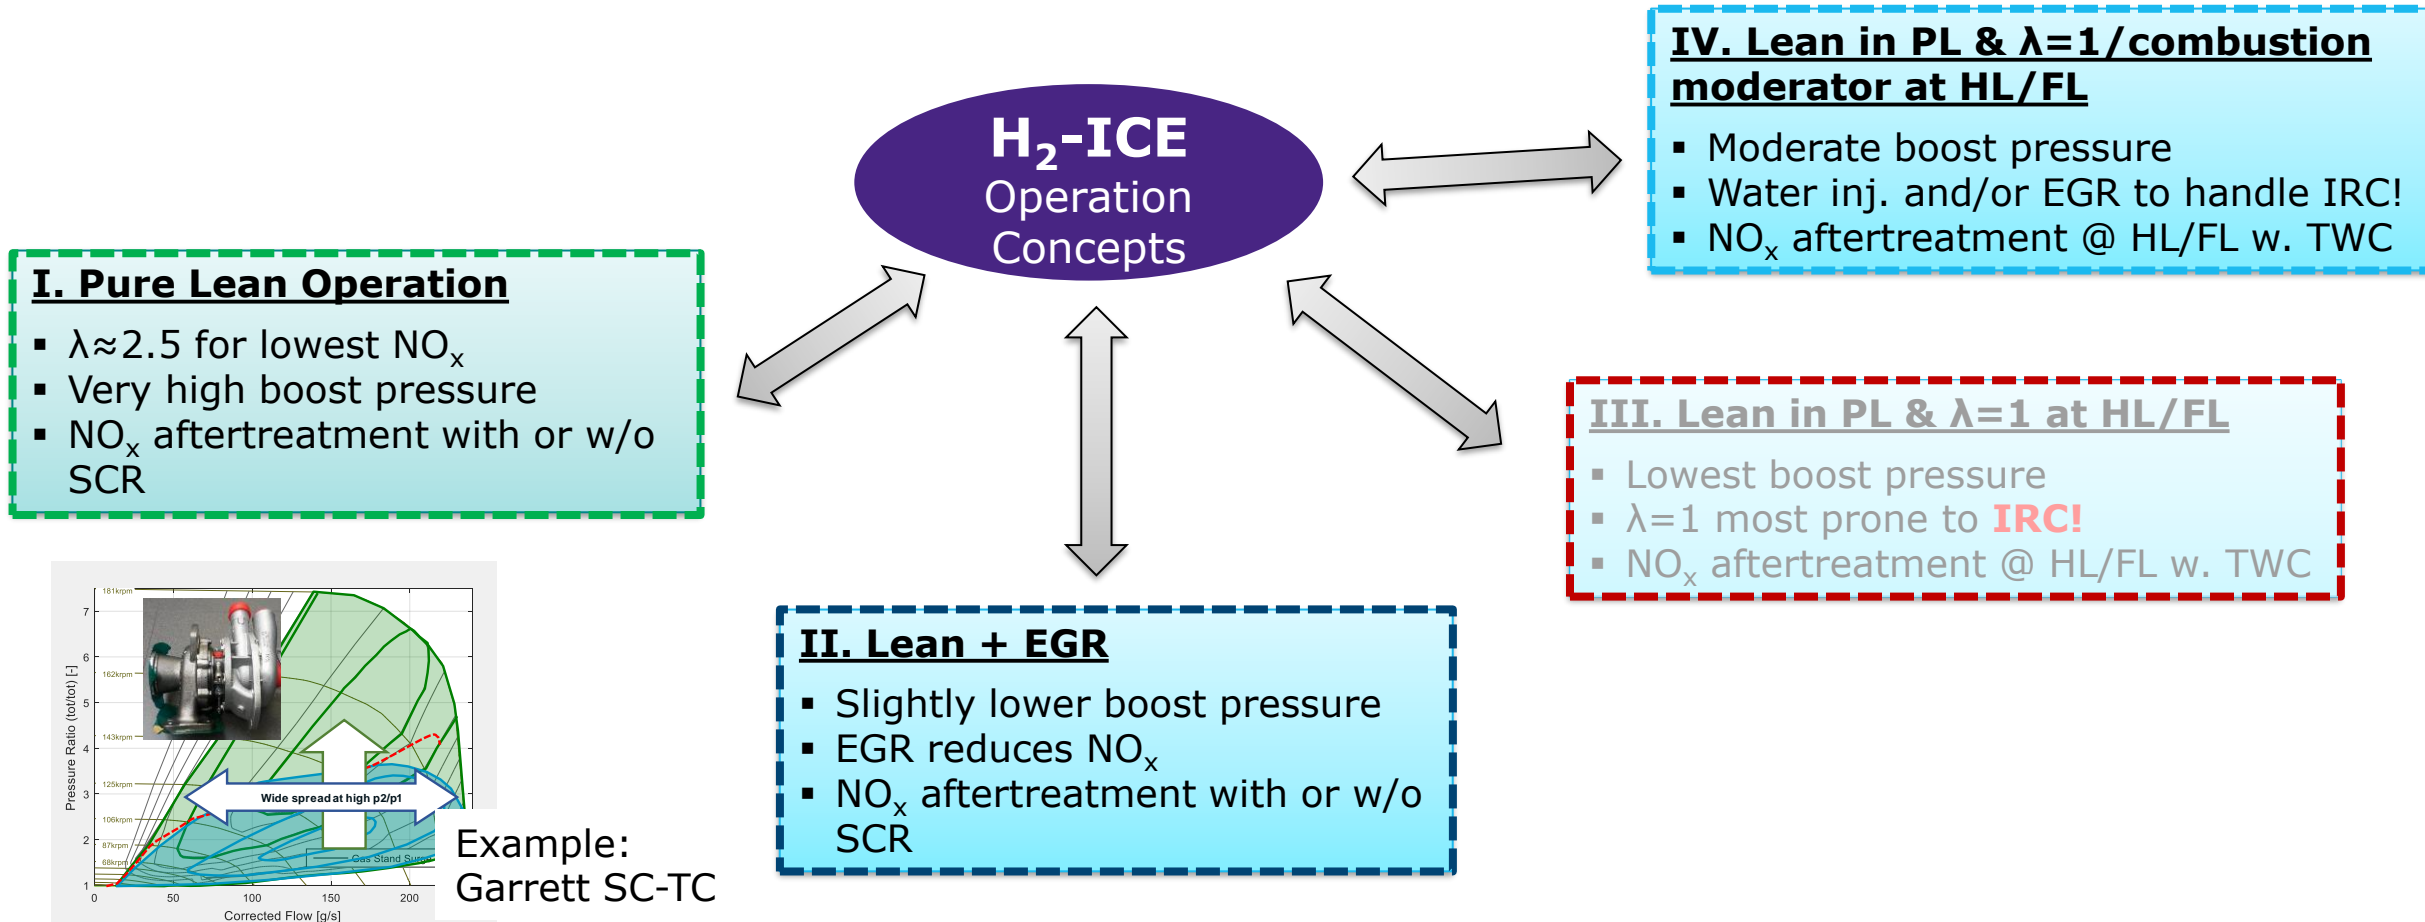 H₂-ICE
Operation
Concepts
I. Pure Lean Operation
▪ λ≈2.5 for lowest NOₓ
▪ Very high boost pressure
▪ NOₓ aftertreatment with or w/o
SCR
II. Lean + EGR
▪ Slightly lower boost pressure
▪ EGR reduces NOₓ
▪ NOₓ aftertreatment with or w/o
SCR
III. Lean in PL & λ=1 at HL/FL
▪ Lowest boost pressure
▪ λ=1 most prone to IRC!
▪ NOₓ aftertreatment @ HL/FL w. TWC
IV. Lean in PL & λ=1/combustion
moderator at HL/FL
▪ Moderate boost pressure
▪ Water inj. and/or EGR to handle IRC!
▪ NOₓ aftertreatment @ HL/FL w. TWC
Pressure Ratio (tot/tot) [-]
7
6
5
4
3
2
1
181krpm
162krpm
143krpm
125krpm
106krpm
87krpm
68krpm
Wide spread at high p2/p1
Gas Stand Surge
0 50 100 150 200
Corrected Flow [g/s]
Example:
Garrett SC-TC